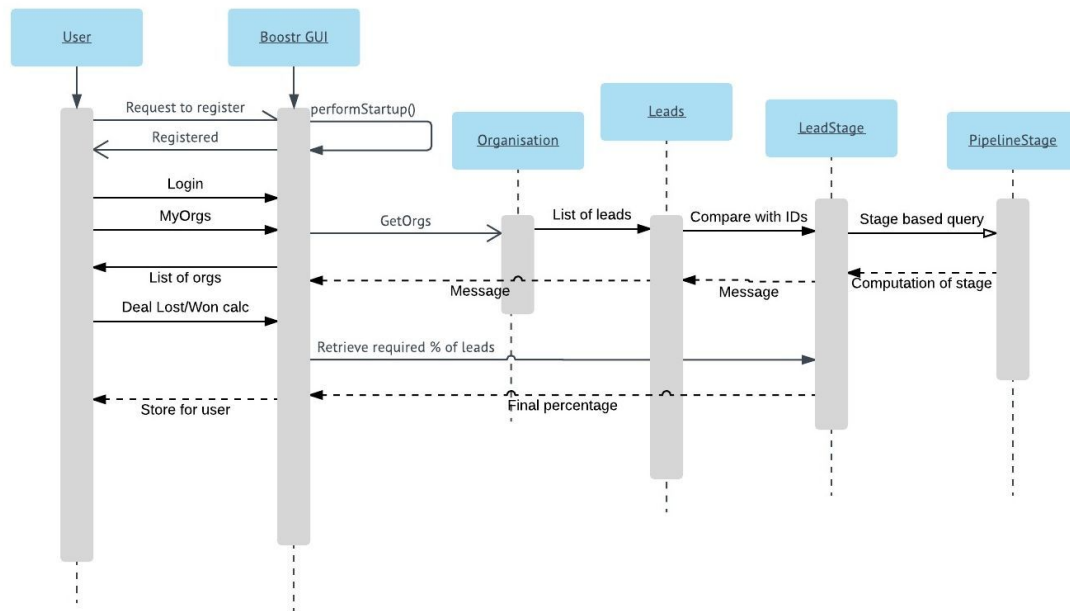 User
Boostr GUI
Leads
LeadStage
Organisation
PipelineStage
Request to register
performStartup()
Registered
Login
MyOrgs
GetOrgs
List of leads
Compare with IDs
Stage based query
List of orgs
Message
Message
Computation of stage
Deal Lost/Won calc
Retrieve required % of leads
Store for user
Final percentage